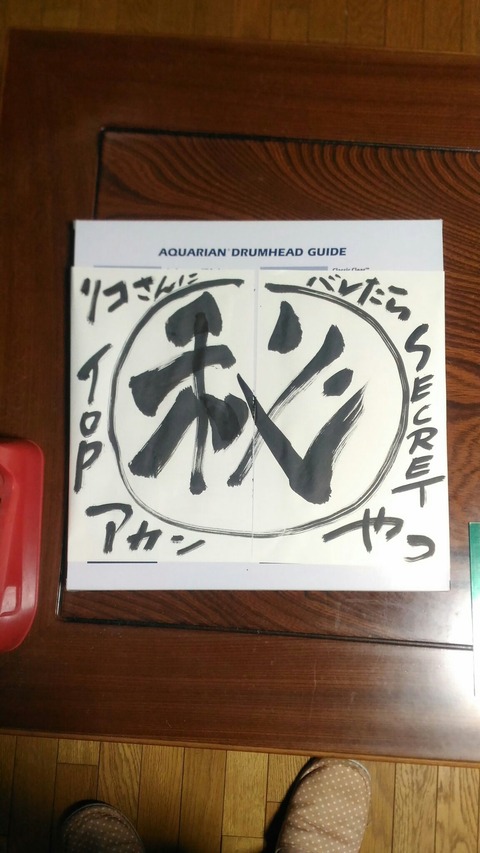 AQUARIAN™ DRUMHEAD GUIDE
リコさんに バレたら
秘
TOP
SECRET
アカン やつ